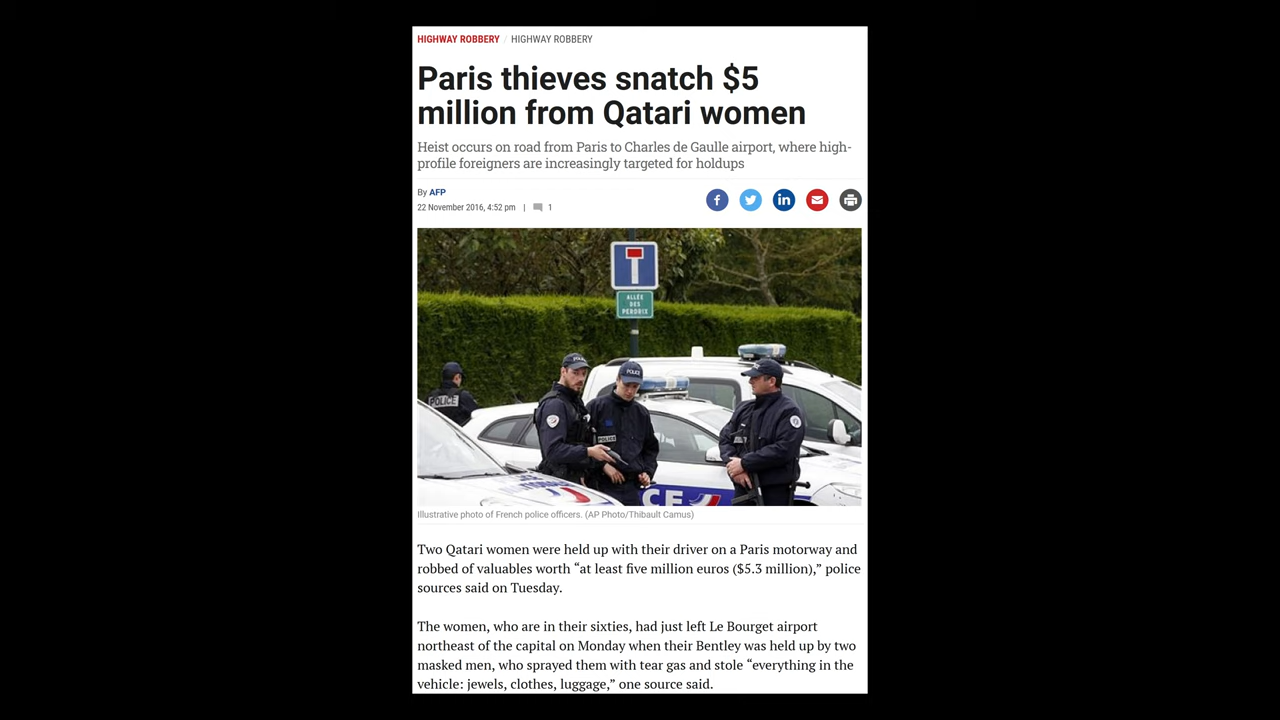 HIGHWAY ROBBERY / HIGHWAY ROBBERY
Paris thieves snatch $5
million from Qatari women
Heist occurs on road from Paris to Charles de Gaulle airport, where high-
profile foreigners are increasingly targeted for holdups
By AFP
22 November 2016, 4:52 pm | 1
ALLÉE
DES
PERDRIX
POLICE
POLICE
POLICE
POLICE
CE
Illustrative photo of French police officers. (AP Photo/Thibault Camus)
Two Qatari women were held up with their driver on a Paris motorway and
robbed of valuables worth “at least five million euros ($5.3 million),” police
sources said on Tuesday.
The women, who are in their sixties, had just left Le Bourget airport
northeast of the capital on Monday when their Bentley was held up by two
masked men, who sprayed them with tear gas and stole “everything in the
vehicle: jewels, clothes, luggage,” one source said.